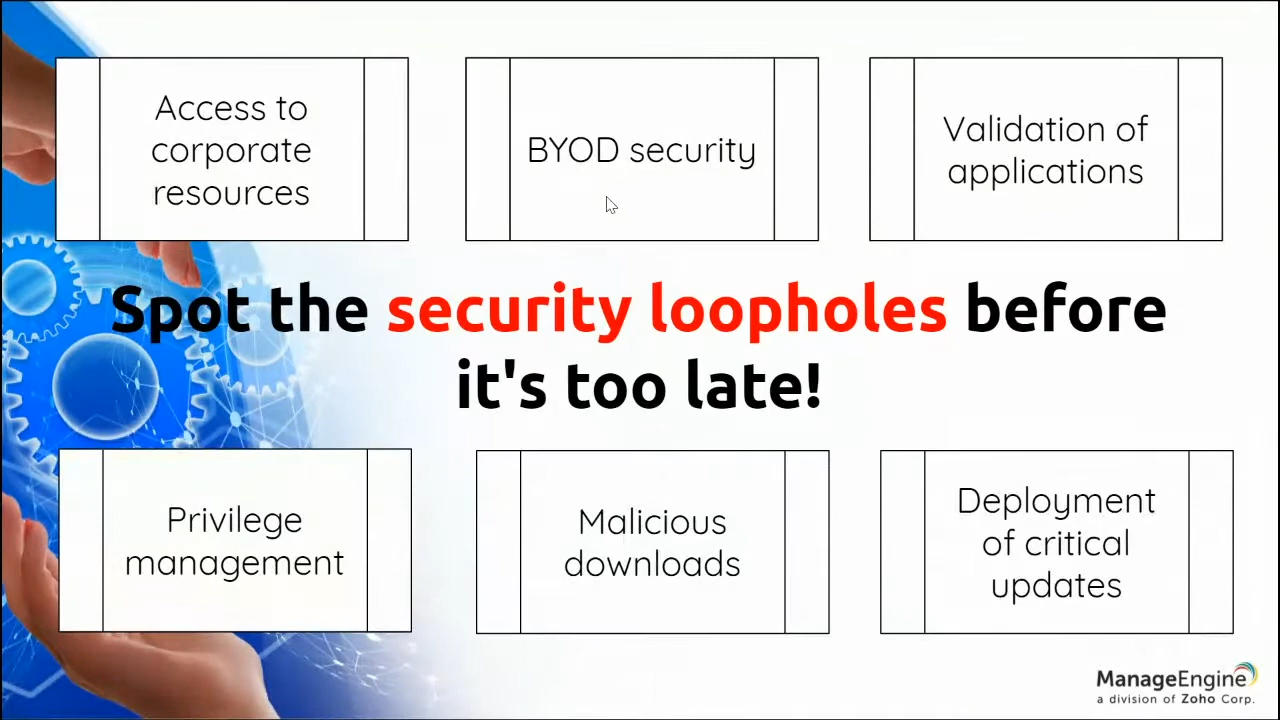 Access to
corporate
resources
BYOD security
Validation of
applications
Spot the security loopholes before
it's too late!
Privilege
management
Malicious
downloads
Deployment
of critical
updates
ManageEngine
a division of Zoho Corp.